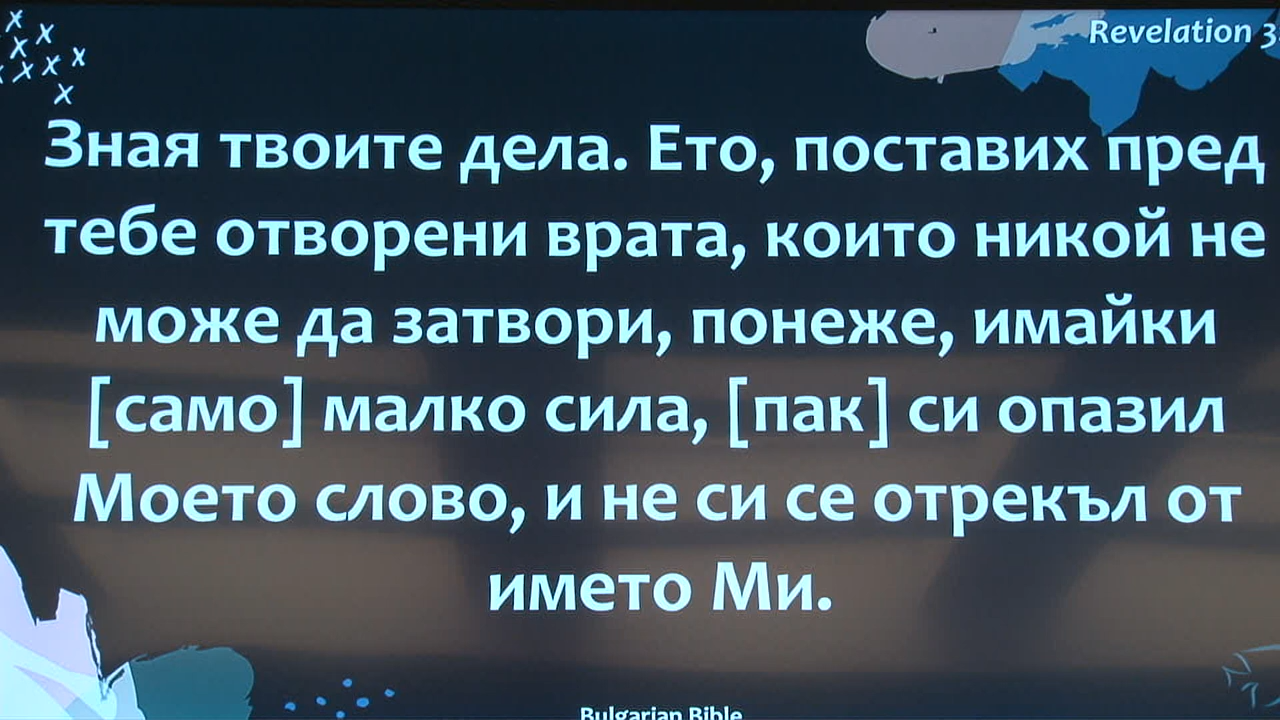 Revelation 3
Зная твоите дела. Ето, поставих пред
тебе отворени врата, които никой не
може да затвори, понеже, имайки
[само] малко сила, [пак] си опазил
Моето слово, и не си се отрекъл от
името Ми.
Bulgarian Bible